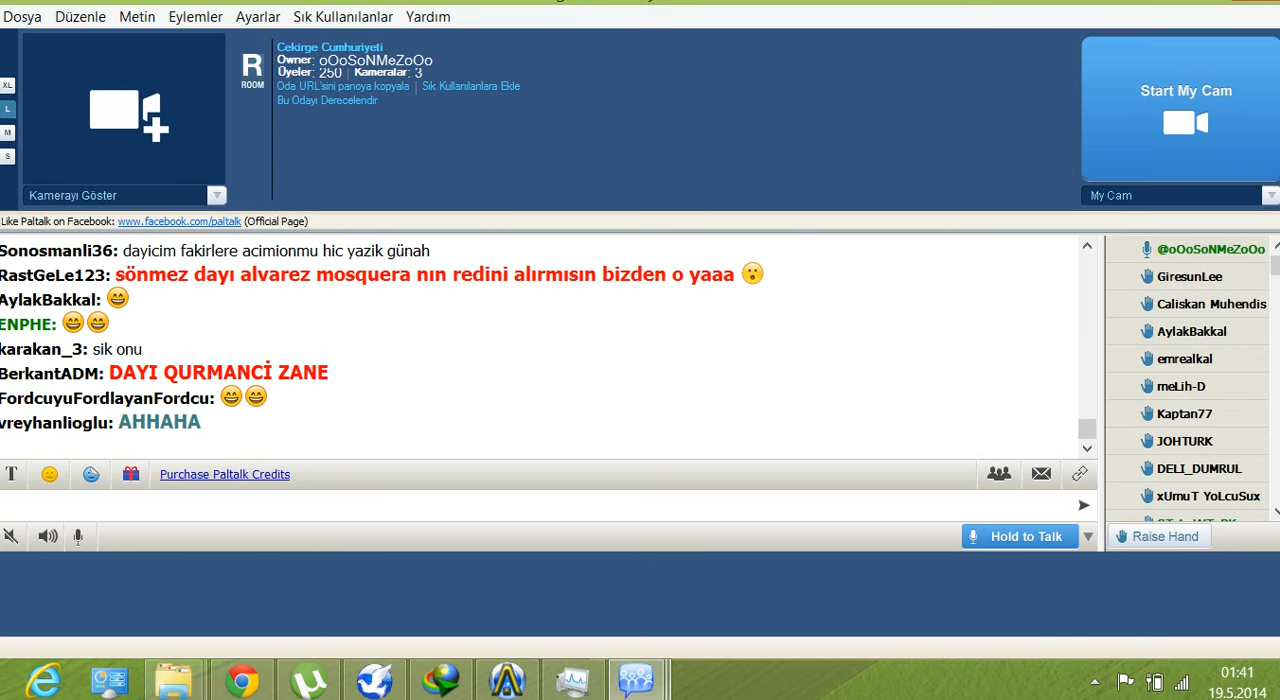 Dosya Düzenle Metin Eylemler Ayarlar Sık Kullanılanlar Yardım
XL
L
M
S
Kamerayı Göster
R
ROOM
Cekirge Cumhuriyeti
Owner: oOoSoNMeZoOo
Üyeler: 250 | Kameralar: 3
Oda URL'sini panoya kopyala | Sık Kullanılanlara Ekle
Bu Odayı Derecelendir
Start My Cam
My Cam
Like Paltalk on Facebook: www.facebook.com/paltalk (Official Page)
Sonosmanli36: dayicim fakirlere acimionmu hic yazik günah
RastGeLe123: sönmez dayı alvarez mosquera nın redini alırmısın bizden o yaaa
AylakBakkal:
ENPHE:
karakan_3: sik onu
BerkantADM: DAYI QURMANCİ ZANE
FordcuyuFordlayanFordcu:
vreyhanlioglu: AHHAHA
@oOoSoNMeZoOo
GiresunLee
Caliskan Muhendis
AylakBakkal
emrealkal
meLih-D
Kaptan77
JOHTURK
DELI_DUMRUL
xUmuT YoLcuSux
T
Purchase Paltalk Credits
Hold to Talk
Raise Hand
01:41
19.5.2014